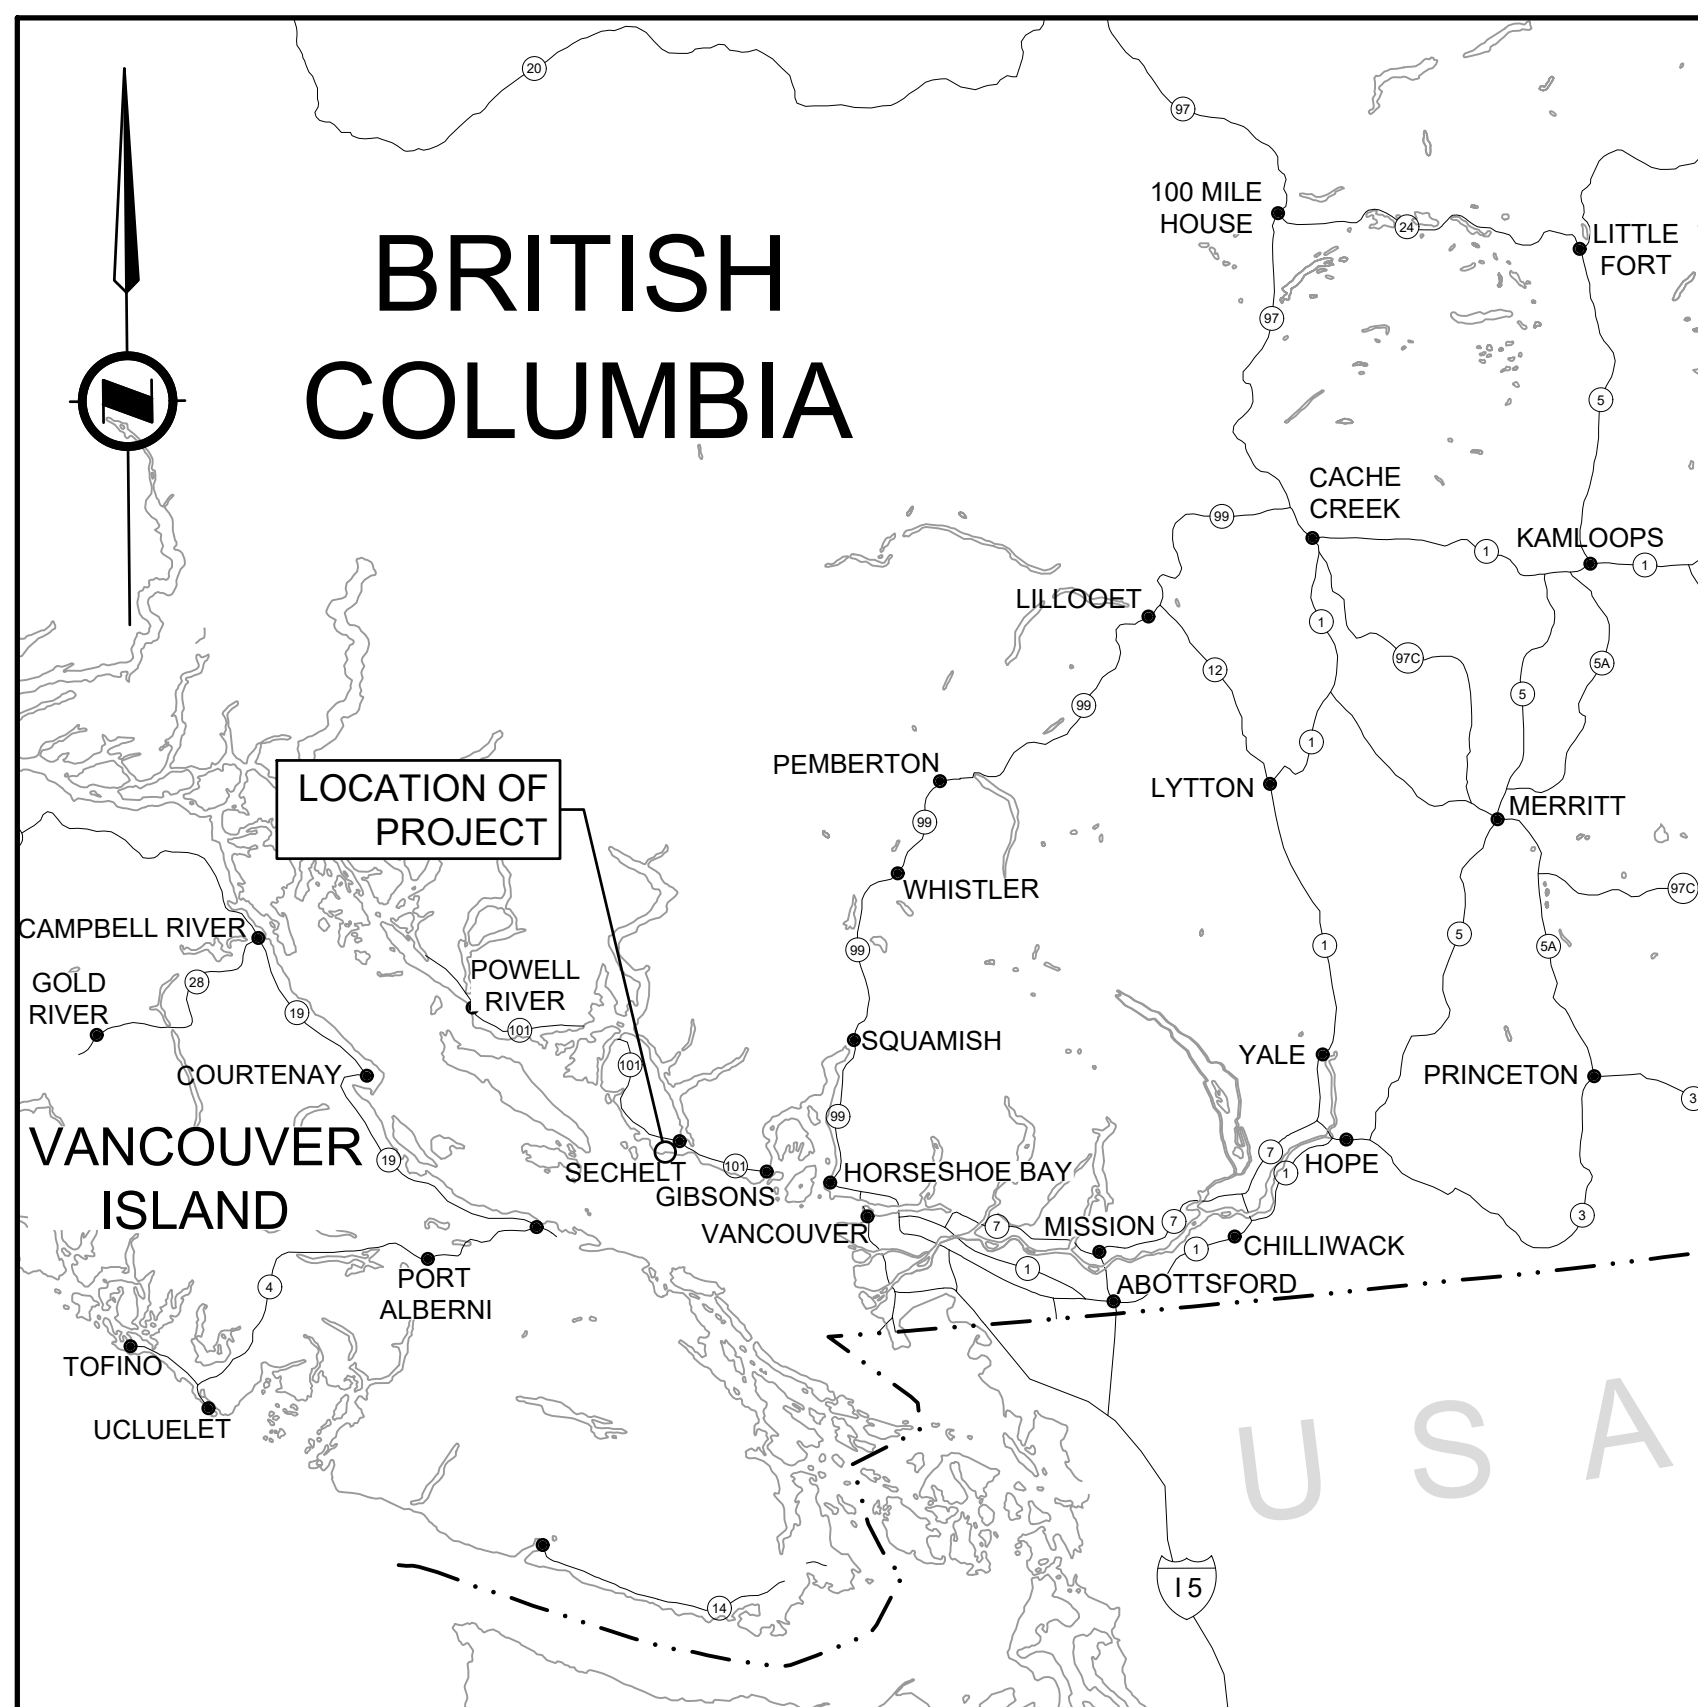 20
97
100 MILE
HOUSE
24
LITTLE
FORT
BRITISH
COLUMBIA
97
5
CACHE
CREEK
99
1
KAMLOOPS
1
LILLOOET
1
97C
12
5A
5
99
1
PEMBERTON
LYTTON
LOCATION OF
PROJECT
99
MERRITT
WHISTLER
97C
CAMPBELL RIVER
99
1
5
5A
GOLD
RIVER
28
POWELL
RIVER
19
101
101
SQUAMISH
YALE
COURTENAY
PRINCETON
3
99
VANCOUVER
ISLAND
19
SECHELT
101
GIBSONS
HORSESHOE BAY
7
1
HOPE
VANCOUVER
7
MISSION
7
3
1
CHILLIWACK
1
ABOTTSFORD
PORT
ALBERNI
4
TOFINO
UCLUELET
U S A
I 5
14